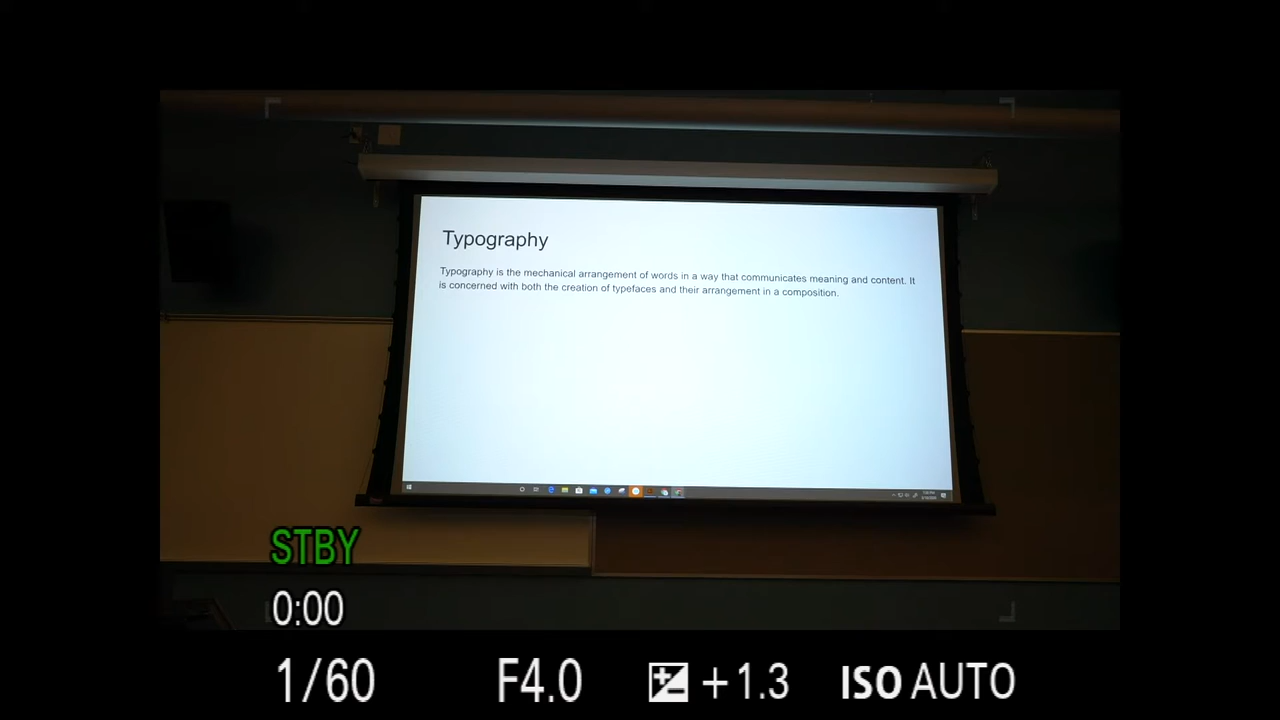 Typography
Typography is the mechanical arrangement of words in a way that communicates meaning and content. It
is concerned with both the creation of typefaces and their arrangement in a composition.
STBY
0:00
1/60 F4.0 +1.3 ISO AUTO